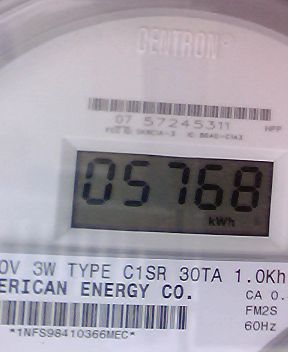 CENTRON®
07 57245311
HPP
05768
kWh
0V 3W TYPE C1SR 30TA 1.0Kh
ERICAN ENERGY CO.
CA 0.
FM2S
60Hz
*1NFS98410366MEC*